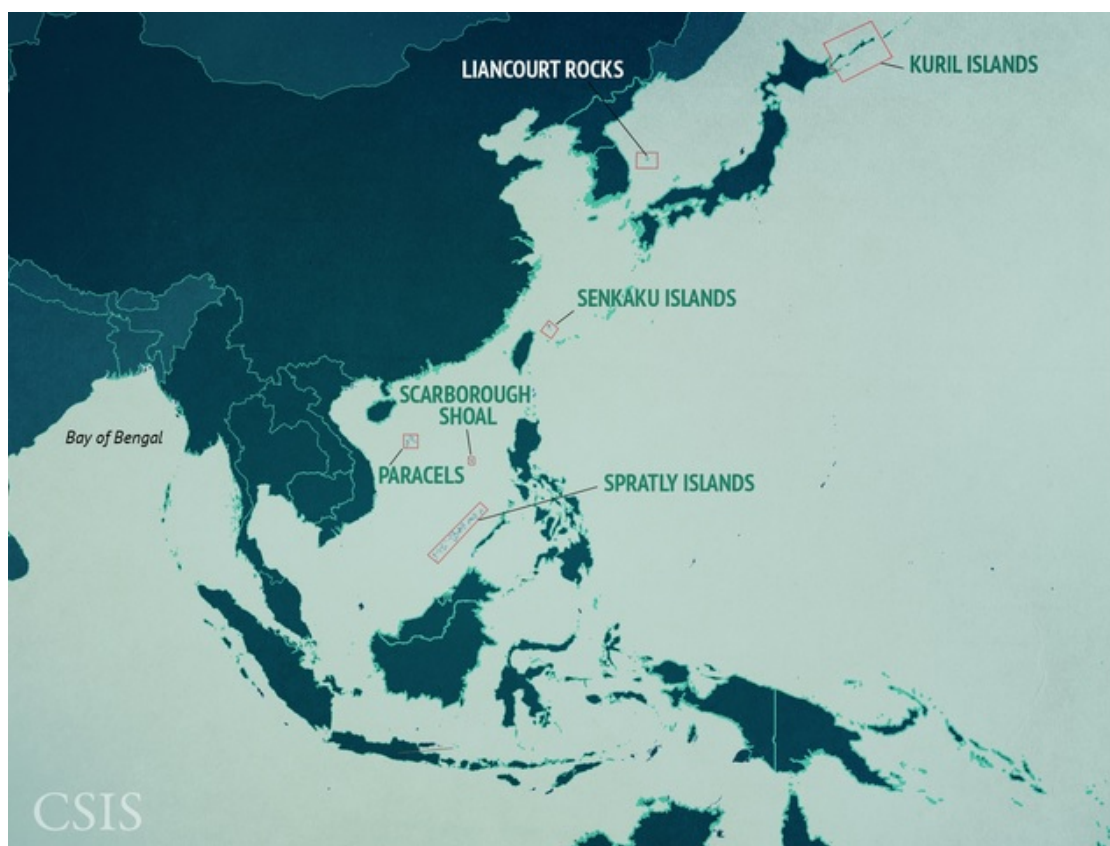 LIANCOURT ROCKS
KURIL ISLANDS
SENKAKU ISLANDS
SCARBOROUGH
SHOAL
Bay of Bengal
PARACELS
SPRATLY ISLANDS
CSIS